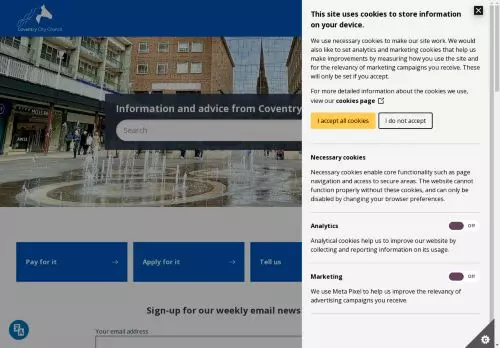 Coventry City Council
Information and advice from Coventry
Search
Pay for it
Apply for it
Tell us
Sign-up for our weekly email news
Your email address
This site uses cookies to store information
on your device.
We use necessary cookies to make our site work. We would
also like to set analytics and marketing cookies that help us
make improvements by measuring how you use the site and
for the relevancy of marketing campaigns you receive. These
will only be set if you accept.
For more detailed information about the cookies we use,
view our cookies page
I accept all cookies
I do not accept
Necessary cookies
Necessary cookies enable core functionality such as page
navigation and access to secure areas. The website cannot
function properly without these cookies, and can only be
disabled by changing your browser preferences.
Analytics
Off
Analytical cookies help us to improve our website by
collecting and reporting information on its usage.
Marketing
Off
We use Meta Pixel to help us improve the relevancy of
advertising campaigns you receive.